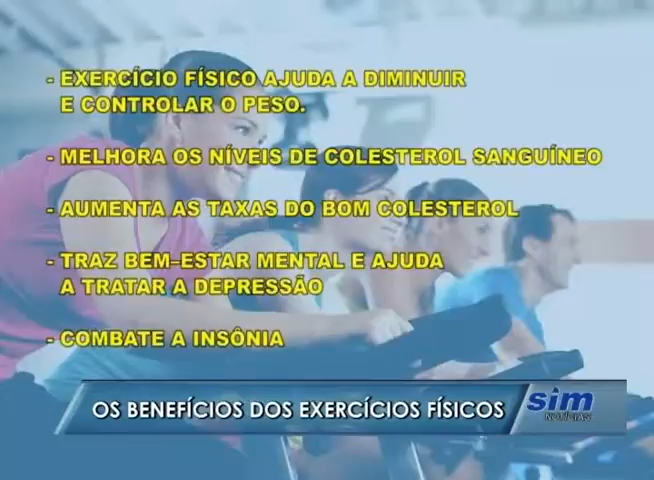 - EXERCÍCIO FÍSICO AJUDA A DIMINUIR
E CONTROLAR O PESO.
- MELHORA OS NÍVEIS DE COLESTEROL SANGUÍNEO
- AUMENTA AS TAXAS DO BOM COLESTEROL
- TRAZ BEM-ESTAR MENTAL E AJUDA
A TRATAR A DEPRESSÃO
- COMBATE A INSÔNIA
OS BENEFÍCIOS DOS EXERCÍCIOS FÍSICOS
sim
NOTÍCIAS